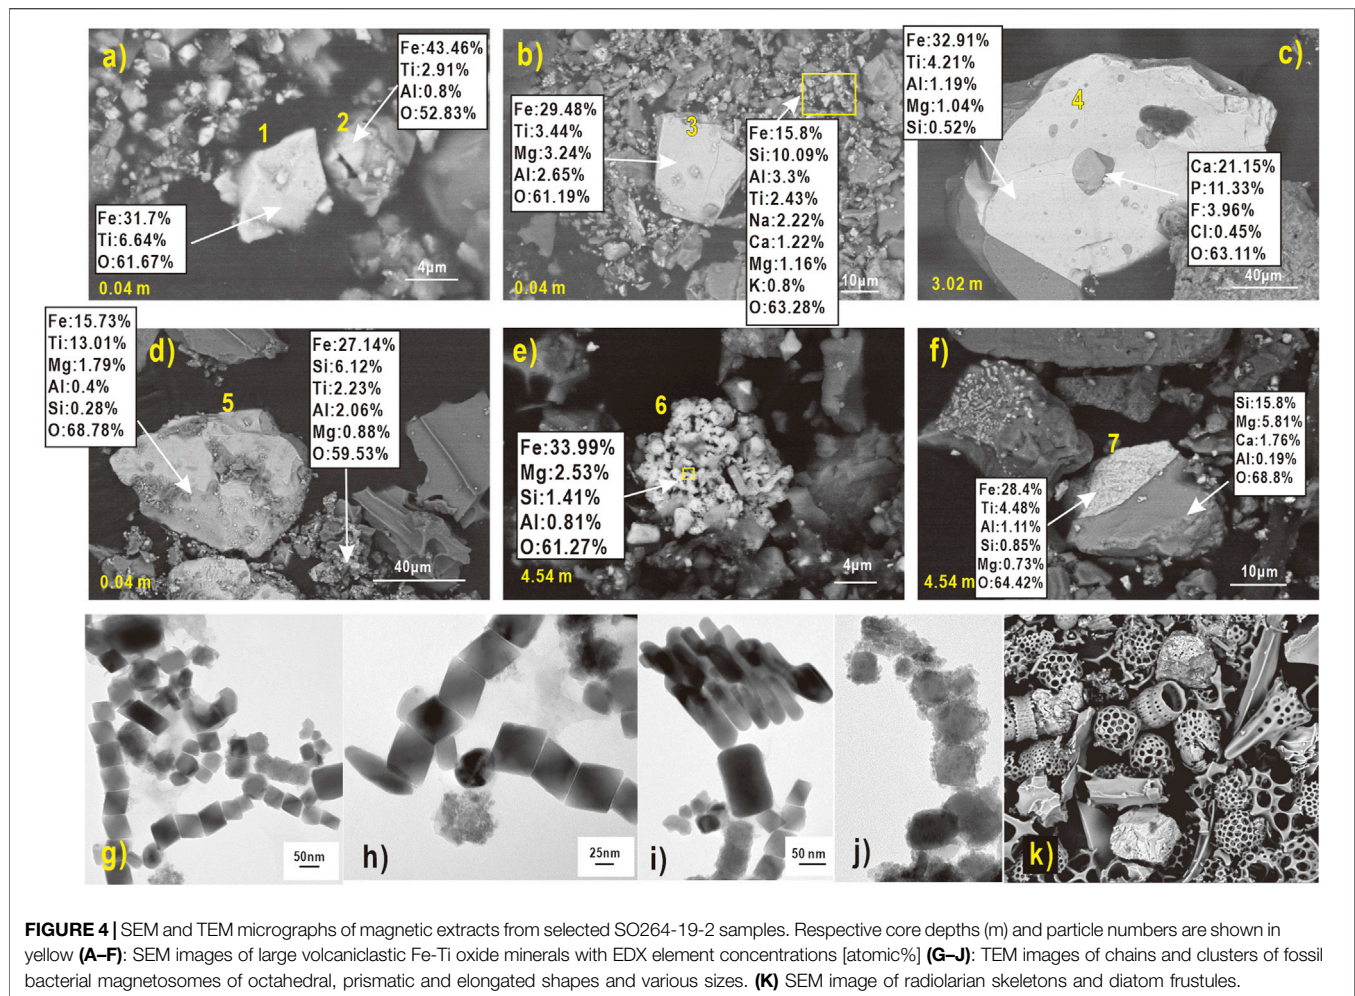 a)
Fe:43.46%
Ti:2.91%
Al:0.8%
O:52.83%
1
2
Fe:31.7%
Ti:6.64%
O:61.67%
4µm
0.04 m
b)
Fe:29.48%
Ti:3.44%
Mg:3.24%
Al:2.65%
O:61.19%
3
Fe:15.8%
Si:10.09%
Al:3.3%
Ti:2.43%
Na:2.22%
Ca:1.22%
Mg:1.16%
K:0.8%
O:63.28%
10µm
0.04 m
c)
Fe:32.91%
Ti:4.21%
Al:1.19%
Mg:1.04%
Si:0.52%
4
Ca:21.15%
P:11.33%
F:3.96%
Cl:0.45%
O:63.11%
40µm
3.02 m
d)
Fe:15.73%
Ti:13.01%
Mg:1.79%
Al:0.4%
Si:0.28%
O:68.78%
5
Fe:27.14%
Si:6.12%
Ti:2.23%
Al:2.06%
Mg:0.88%
O:59.53%
40µm
0.04 m
e)
6
Fe:33.99%
Mg:2.53%
Si:1.41%
Al:0.81%
O:61.27%
4µm
4.54 m
f)
7
Si:15.8%
Mg:5.81%
Ca:1.76%
Al:0.19%
O:68.8%
Fe:28.4%
Ti:4.48%
Al:1.11%
Si:0.85%
Mg:0.73%
O:64.42%
10µm
4.54 m
g)
50nm
h)
25nm
i)
50 nm
j)
k)
FIGURE 4 | SEM and TEM micrographs of magnetic extracts from selected SO264-19-2 samples. Respective core depths (m) and particle numbers are shown in
yellow (A–F): SEM images of large volcaniclastic Fe-Ti oxide minerals with EDX element concentrations [atomic%] (G–J): TEM images of chains and clusters of fossil
bacterial magnetosomes of octahedral, prismatic and elongated shapes and various sizes. (K) SEM image of radiolarian skeletons and diatom frustules.